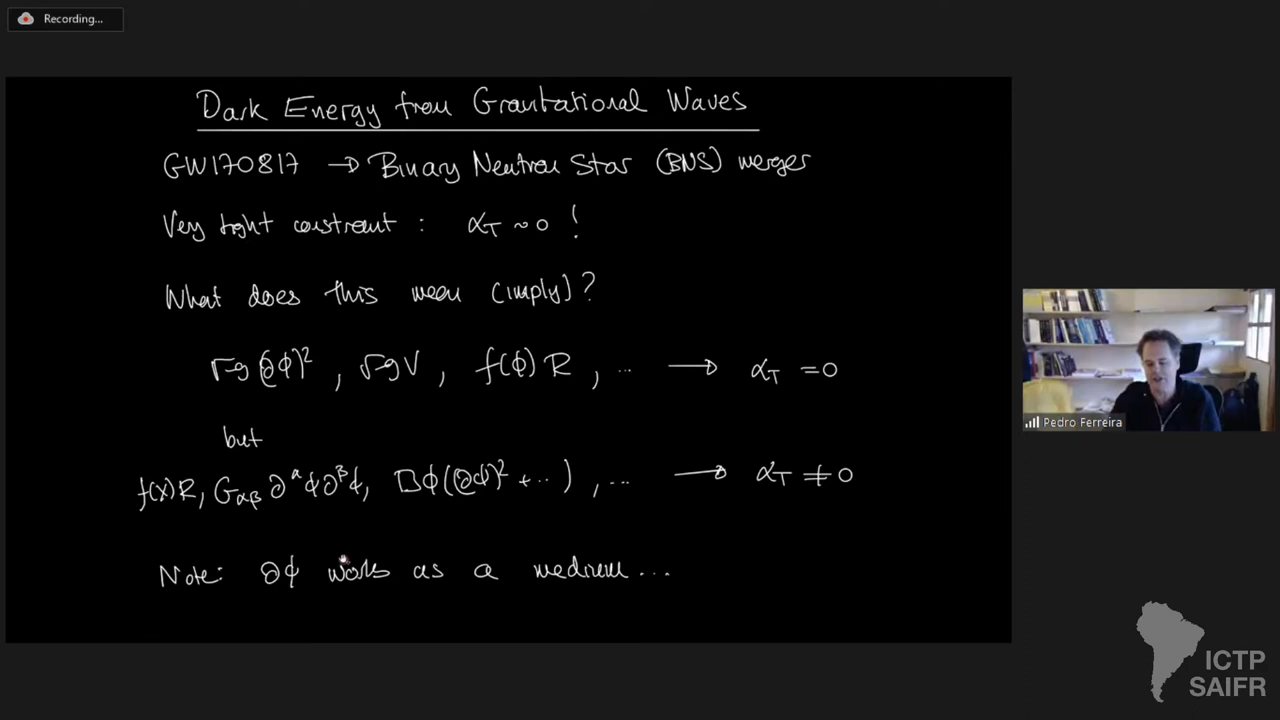 Recording...
Dark Energy from Gravitational Waves
GW170817 → Binary Neutron Star (BNS) merger
Very tight constraint : α_T ~ 0 !
What does this mean (imply)?
√-g (∂φ)², √-g V, f(φ) R, ... → α_T = 0
but
f(X)R, G_αβ ∂^α φ ∂^β φ, □φ((∂φ)² + ...), ... → α_T ≠ 0
Note: ∂φ works as a medium...
Pedro Ferreira
ICTP
SAIFR